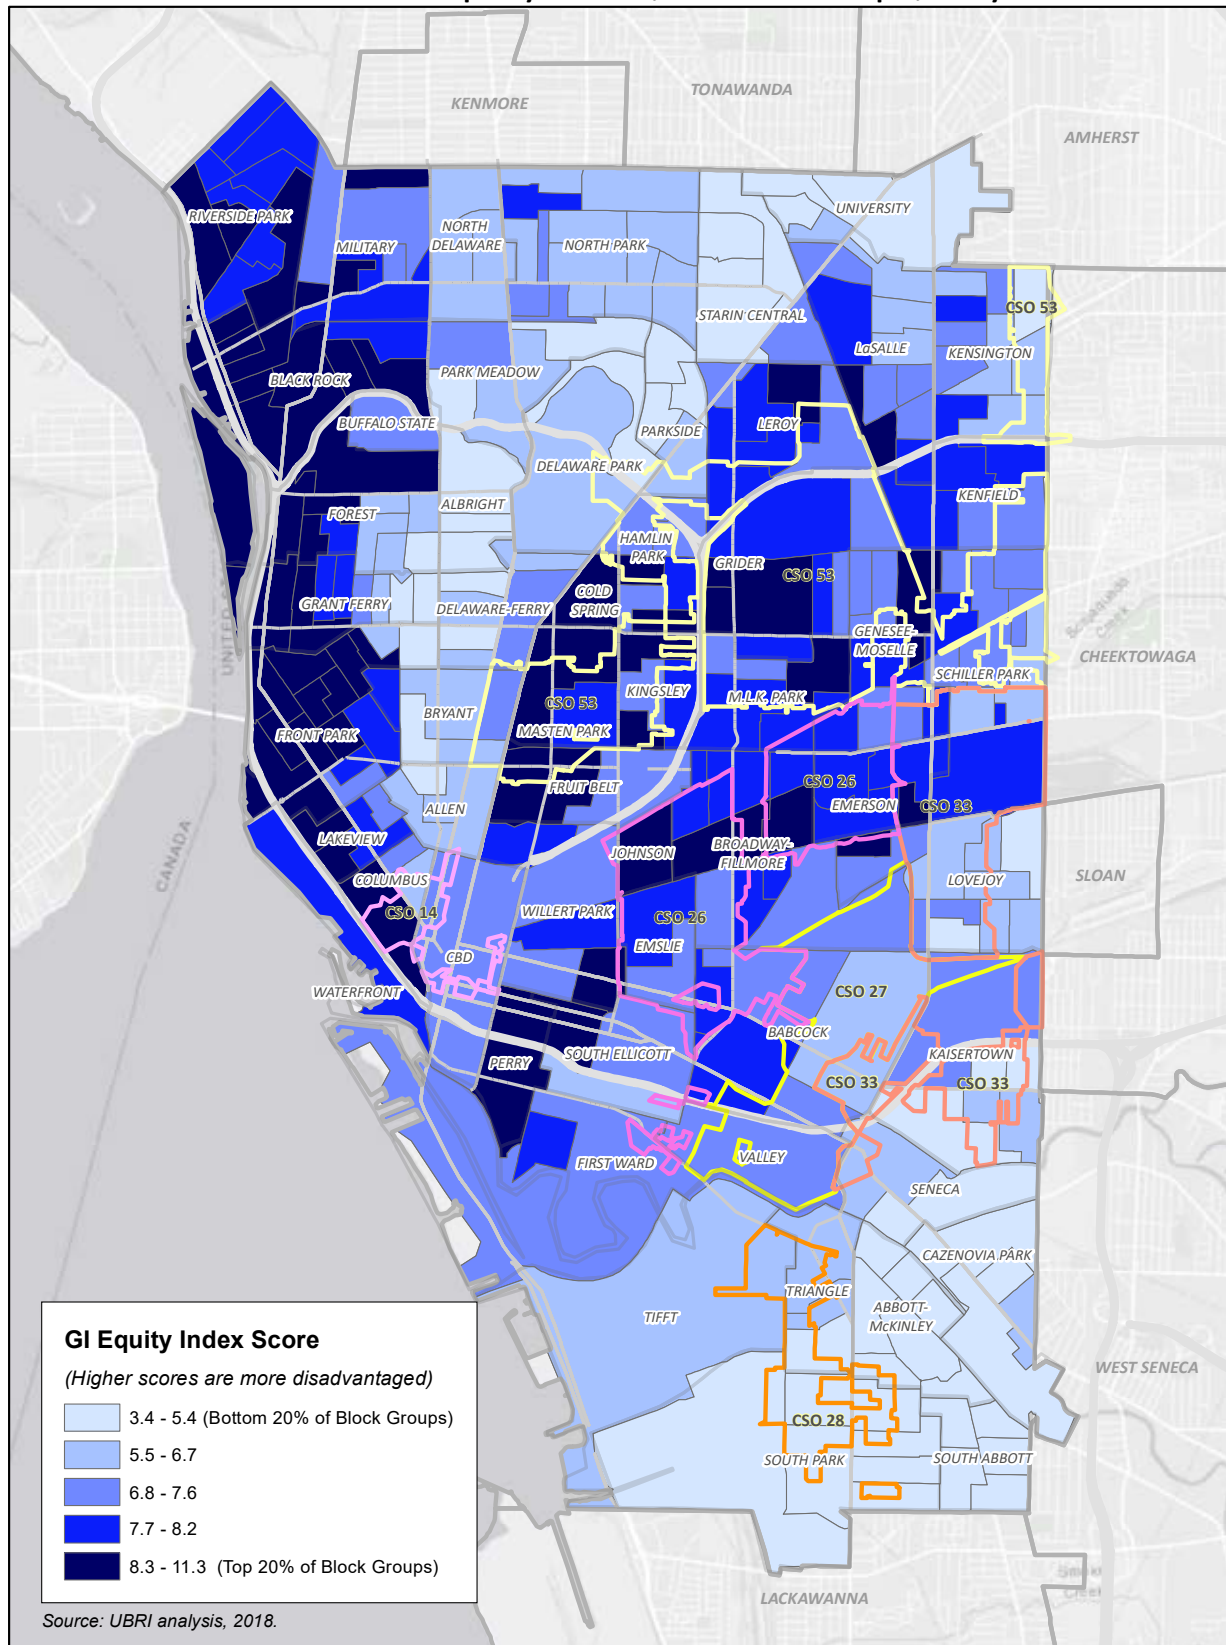 KENMORE
TONAWANDA
AMHERST
RIVERSIDE PARK
UNIVERSITY
NORTH
DELAWARE
MILITARY
NORTH PARK
CSO 53
STARIN CENTRAL
LaSALLE
KENSINGTON
BLACK ROCK
PARK MEADOW
BUFFALO STATE
PARKSIDE
LEROY
DELAWARE PARK
KENFIELD
ALBRIGHT
FOREST
HAMLIN
PARK
GRIDER
CSO 53
COLD
SPRING
GRANT FERRY
DELAWARE-FERRY
GENESEE-
MOSELLE
CHEEKTOWAGA
SCHILLER PARK
KINGSLEY
M.L.K. PARK
CSO 53
BRYANT
MASTEN PARK
FRONT PARK
FRUIT BELT
CSO 26
EMERSON
CSO 33
ALLEN
LAKEVIEW
JOHNSON
BROADWAY-
FILLMORE
CANADA
COLUMBUS
LOVEJOY
SLOAN
CSO 14
WILLERT PARK
CSO 26
EMSLIE
CBD
WATERFRONT
CSO 27
BABCOCK
SOUTH ELLICOTT
KAISERTOWN
PERRY
CSO 33
CSO 33
FIRST WARD
VALLEY
SENECA
CAZENOVIA PARK
TRIANGLE
TIFFT
ABBOTT-
McKINLEY
WEST SENECA
CSO 28
SOUTH PARK
SOUTH ABBOTT
LACKAWANNA
GI Equity Index Score
(Higher scores are more disadvantaged)
3.4 - 5.4 (Bottom 20% of Block Groups)
5.5 - 6.7
6.8 - 7.6
7.7 - 8.2
8.3 - 11.3 (Top 20% of Block Groups)
Source: UBRI analysis, 2018.